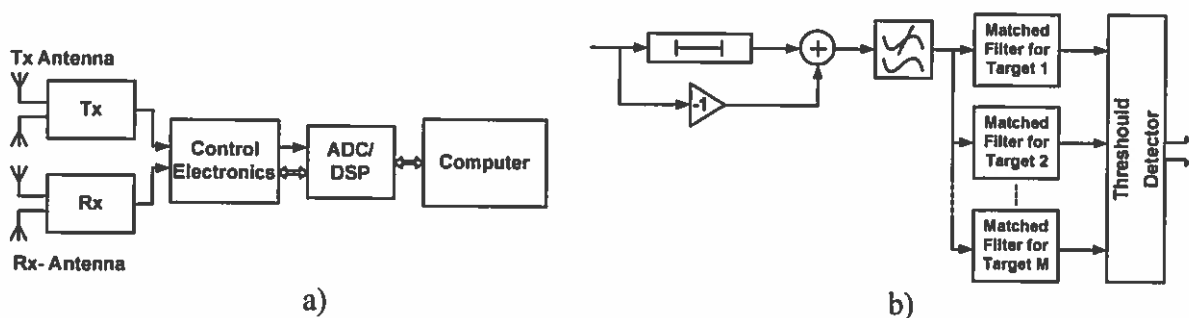 Tx Antenna
Tx
Rx
Rx- Antenna
Control
Electronics
ADC/
DSP
Computer
a)
-1
Matched
Filter for
Target 1
Matched
Filter for
Target 2
Matched
Filter for
Target M
Threshould
Detector
b)